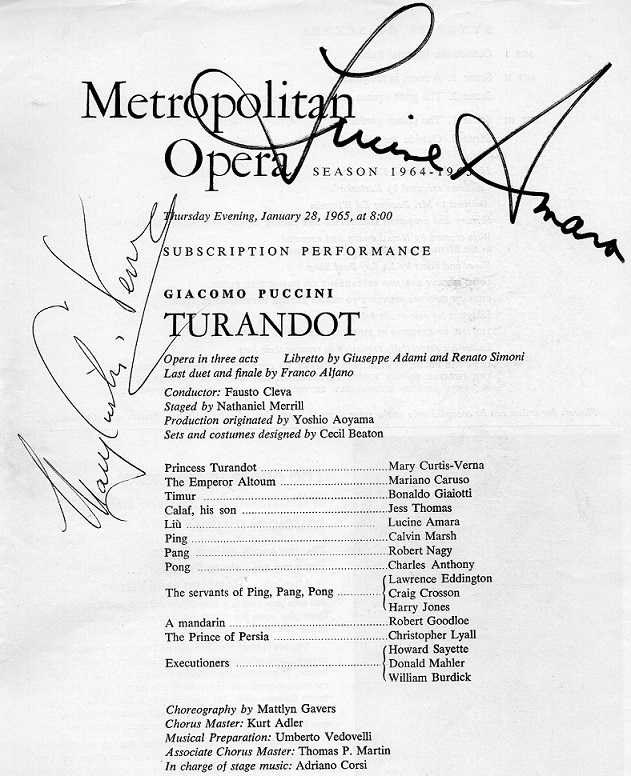 Metropolitan
Opera SEASON 1964-1965
Lucine Amara
Thursday Evening, January 28, 1965, at 8:00
SUBSCRIPTION PERFORMANCE
Mary Curtis-Verna
GIACOMO PUCCINI
TURANDOT
Opera in three acts Libretto by Giuseppe Adami and Renato Simoni
Last duet and finale by Franco Alfano
Conductor: Fausto Cleva
Staged by Nathaniel Merrill
Production originated by Yoshio Aoyama
Sets and costumes designed by Cecil Beaton
Princess Turandot ........ Mary Curtis-Verna
The Emperor Altoum ........ Mariano Caruso
Timur ........ Bonaldo Giaiotti
Calaf, his son ........ Jess Thomas
Liù ........ Lucine Amara
Ping ........ Calvin Marsh
Pang ........ Robert Nagy
Pong ........ Charles Anthony
The servants of Ping, Pang, Pong ........ Lawrence Eddington
Craig Crosson
Harry Jones
A mandarin ........ Robert Goodloe
The Prince of Persia ........ Christopher Lyall
Executioners ........ Howard Sayette
Donald Mahler
William Burdick
Choreography by Mattlyn Gavers
Chorus Master: Kurt Adler
Musical Preparation: Umberto Vedovelli
Associate Chorus Master: Thomas P. Martin
In charge of stage music: Adriano Corsi